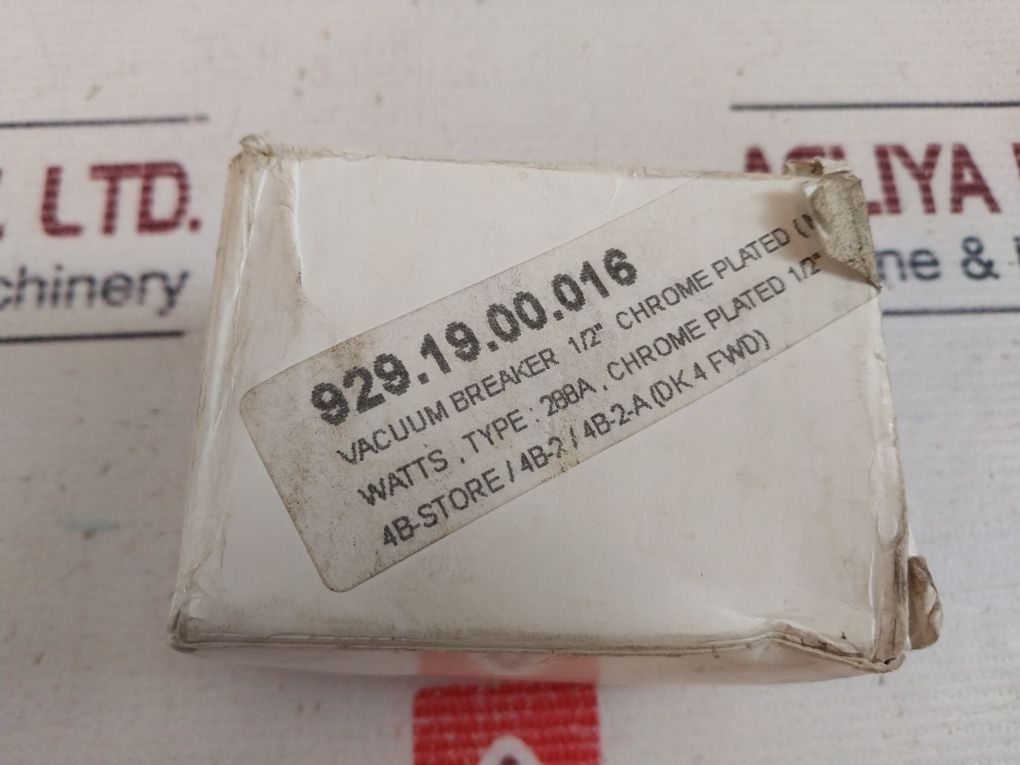 LTD.
chinery
ASLIYA
ne &
929.19.00.016
VACUUM BREAKER 1/2" CHROME PLATED (
WATTS , TYPE : 288A , CHROME PLATED 1/2"
4B-STORE / 4B-2 / 4B-2-A (DK 4 FWD)